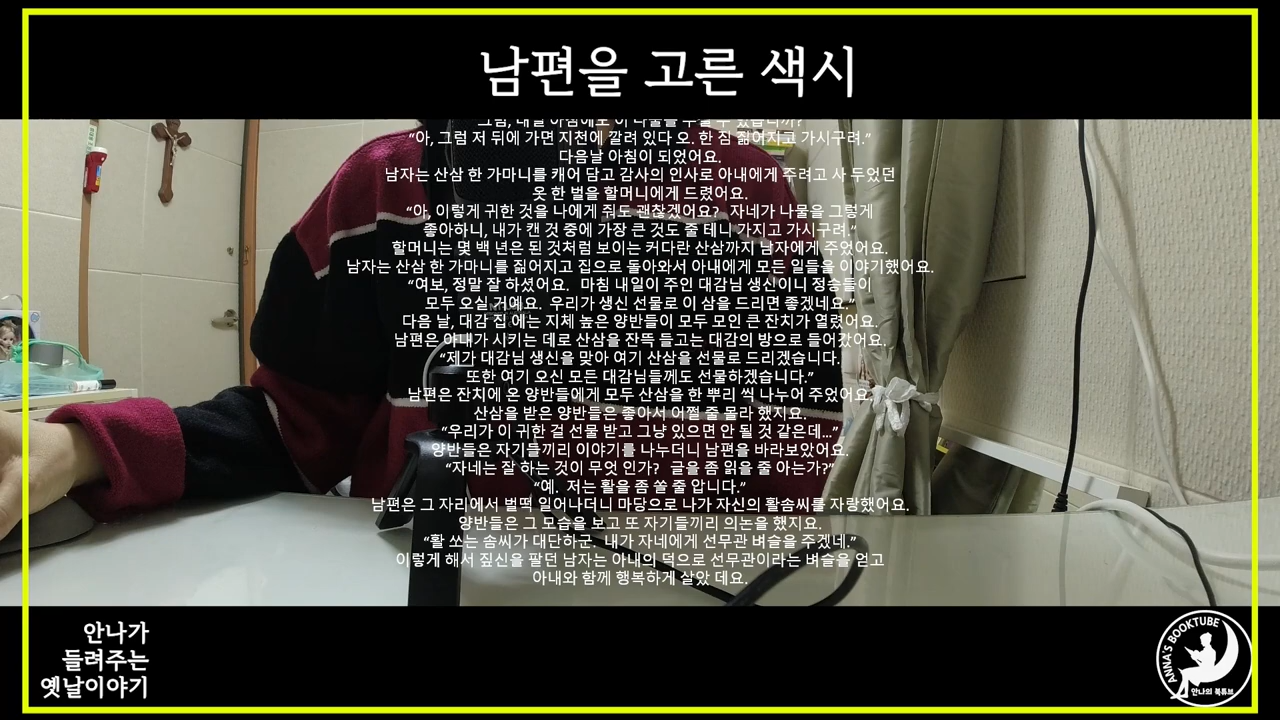 남편을 고른 색시
그럼, 내일 아침에도 이 나물을 주실 수 있습니까?
“아, 그럼 저 뒤에 가면 지천에 깔려 있다 오. 한 짐 짊어지고 가시구려.”
다음날 아침이 되었어요.
남자는 산삼 한 가마니를 캐어 담고 감사의 인사로 아내에게 주려고 사 두었던
옷 한 벌을 할머니에게 드렸어요.
“아, 이렇게 귀한 것을 나에게 줘도 괜찮겠어요? 자네가 나물을 그렇게
좋아하니, 내가 캔 것 중에 가장 큰 것도 줄 테니 가지고 가시구려.”
할머니는 몇 백 년은 된 것처럼 보이는 커다란 산삼까지 남자에게 주었어요.
남자는 산삼 한 가마니를 짊어지고 집으로 돌아와서 아내에게 모든 일들을 이야기했어요.
“여보, 정말 잘 하셨어요. 마침 내일이 주인 대감님 생신이니 정승들이
모두 오실 거예요. 우리가 생신 선물로 이 삼을 드리면 좋겠네요.”
다음 날, 대감 집 에는 지체 높은 양반들이 모두 모인 큰 잔치가 열렸어요.
남편은 아내가 시키는 데로 산삼을 잔뜩 들고는 대감의 방으로 들어갔어요.
“제가 대감님 생신을 맞아 여기 산삼을 선물로 드리겠습니다.
또한 여기 오신 모든 대감님들께도 선물하겠습니다.”
남편은 잔치에 온 양반들에게 모두 산삼을 한 뿌리 씩 나누어 주었어요.
산삼을 받은 양반들은 좋아서 어쩔 줄 몰라 했지요.
“우리가 이 귀한 걸 선물 받고 그냥 있으면 안 될 것 같은데...”
양반들은 자기들끼리 이야기를 나누더니 남편을 바라보았어요.
“자네는 잘 하는 것이 무엇 인가? 글을 좀 읽을 줄 아는가?”
“예. 저는 활을 좀 쏠 줄 압니다.”
남편은 그 자리에서 벌떡 일어나더니 마당으로 나가 자신의 활솜씨를 자랑했어요.
양반들은 그 모습을 보고 또 자기들끼리 의논을 했지요.
“활 쏘는 솜씨가 대단하군. 내가 자네에게 선무관 벼슬을 주겠네.”
이렇게 해서 짚신을 팔던 남자는 아내의 덕으로 선무관이라는 벼슬을 얻고
아내와 함께 행복하게 살았 데요.
안나가
들려주는
옛날이야기
ANNA'S BOOKTUBE
안나의 북튜브